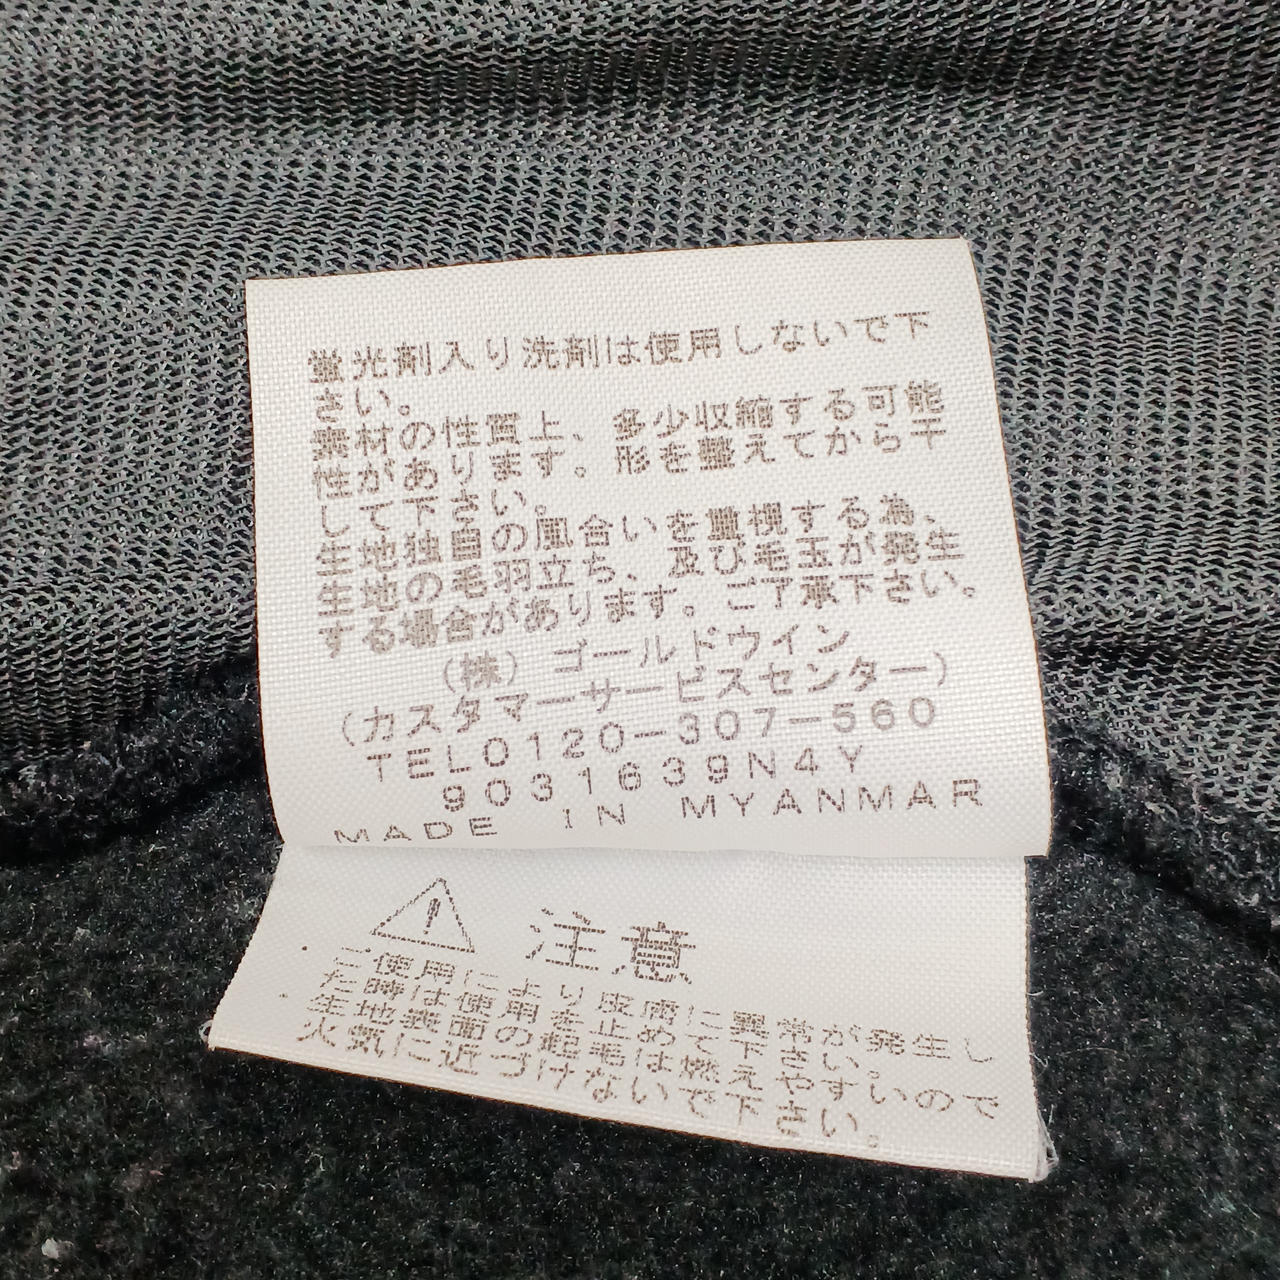 蛍光剤入り洗剤は使用しないで下
さい。
素材の性質上、多少収縮する可能
性があります。形を整えてから干
して下さい。
生地独自の風合いを重視する為、
生地の毛羽立ち、及び毛玉が発生
する場合があります。ご了承下さい。
(株)ゴールドウイン
(カスタマーサービスセンター)
TEL0120-307-560
9031639N4Y
MADE IN MYANMAR
注意
・ご使用により皮膚に異常が発生し
た時は使用を止めて下さい。
・生地表面の起毛は燃えやすいので
火気に近づけないで下さい。